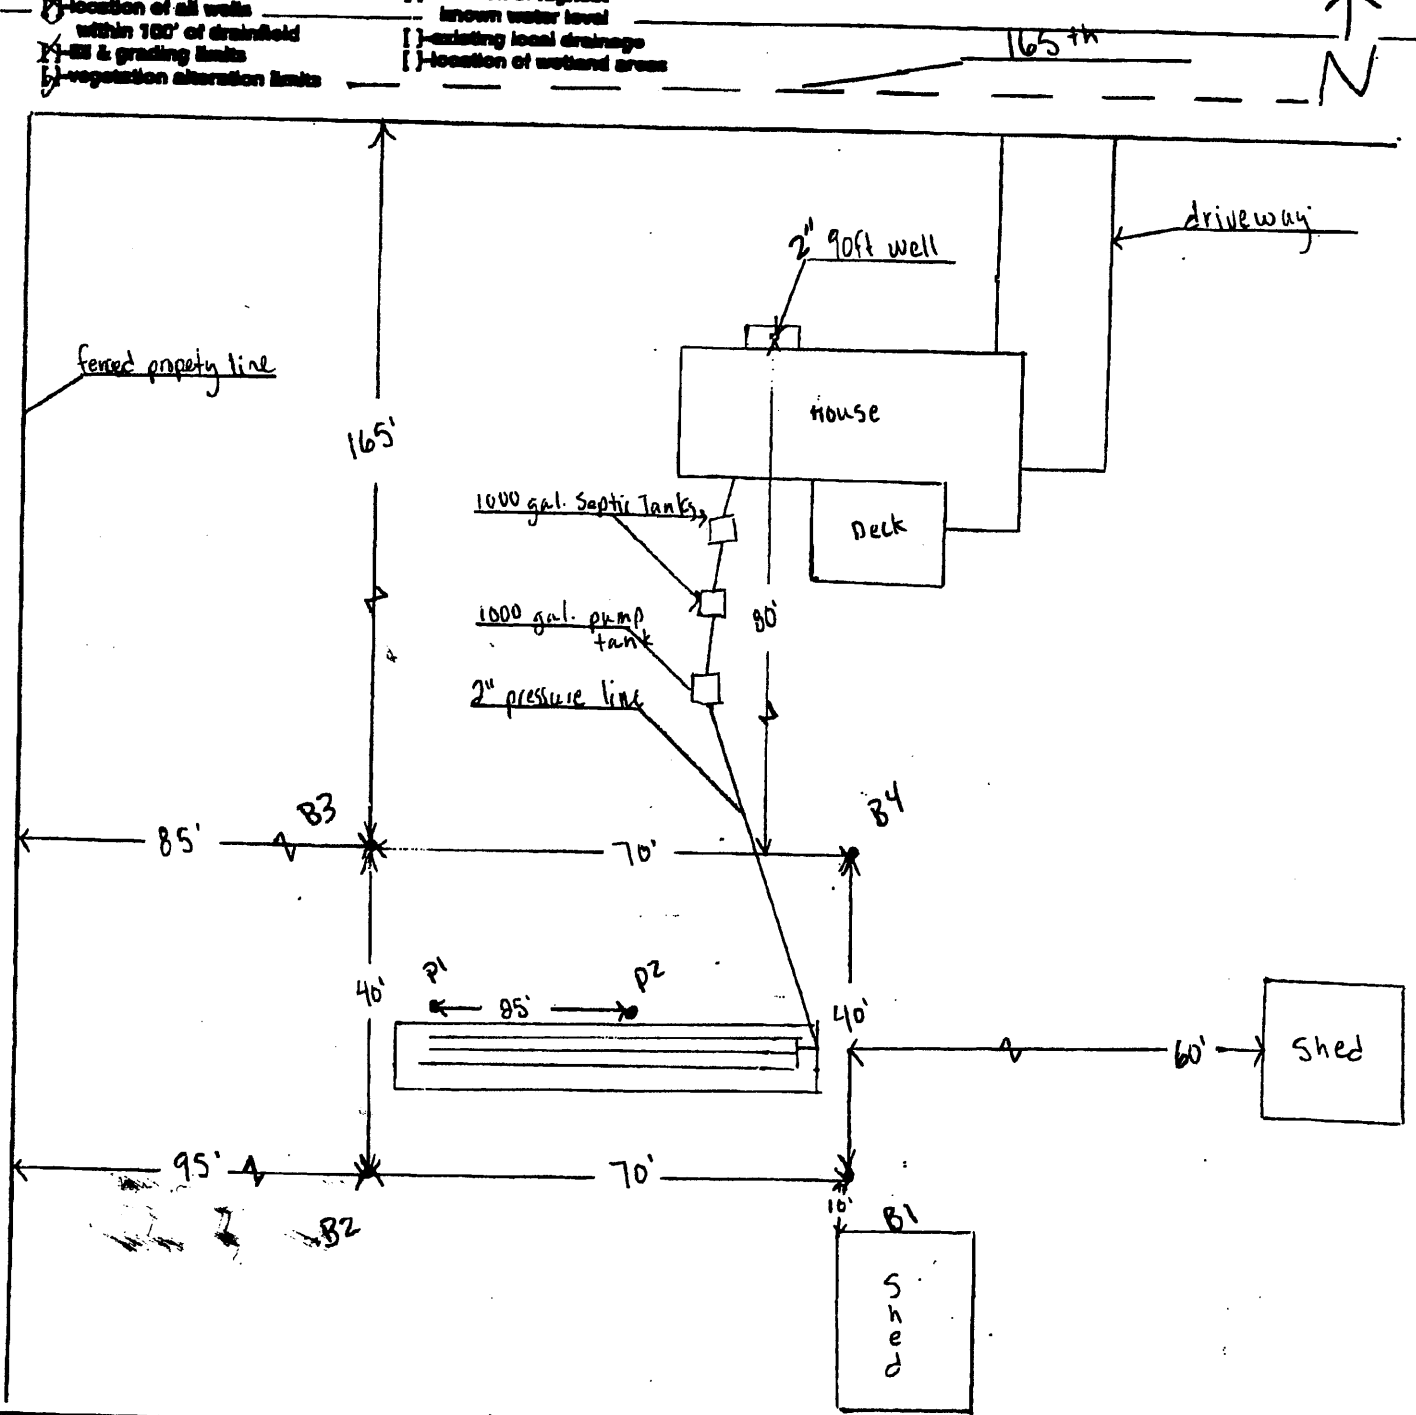 location of all wells
within 100' of drainfield
fill & grading limits
vegetation alteration limits
known water level
[ ]-existing local drainage
[ ]-location of wetland areas
165th
N
driveway
2" 90ft well
fenced propety line
House
165'
1000 gal. Septic Tanks
Deck
1000 gal. pump
tank
80'
2" pressure line
B3
B4
85'
70'
P1
P2
40'
25'
40'
60'
Shed
95'
70'
10'
B2
B1
Shed